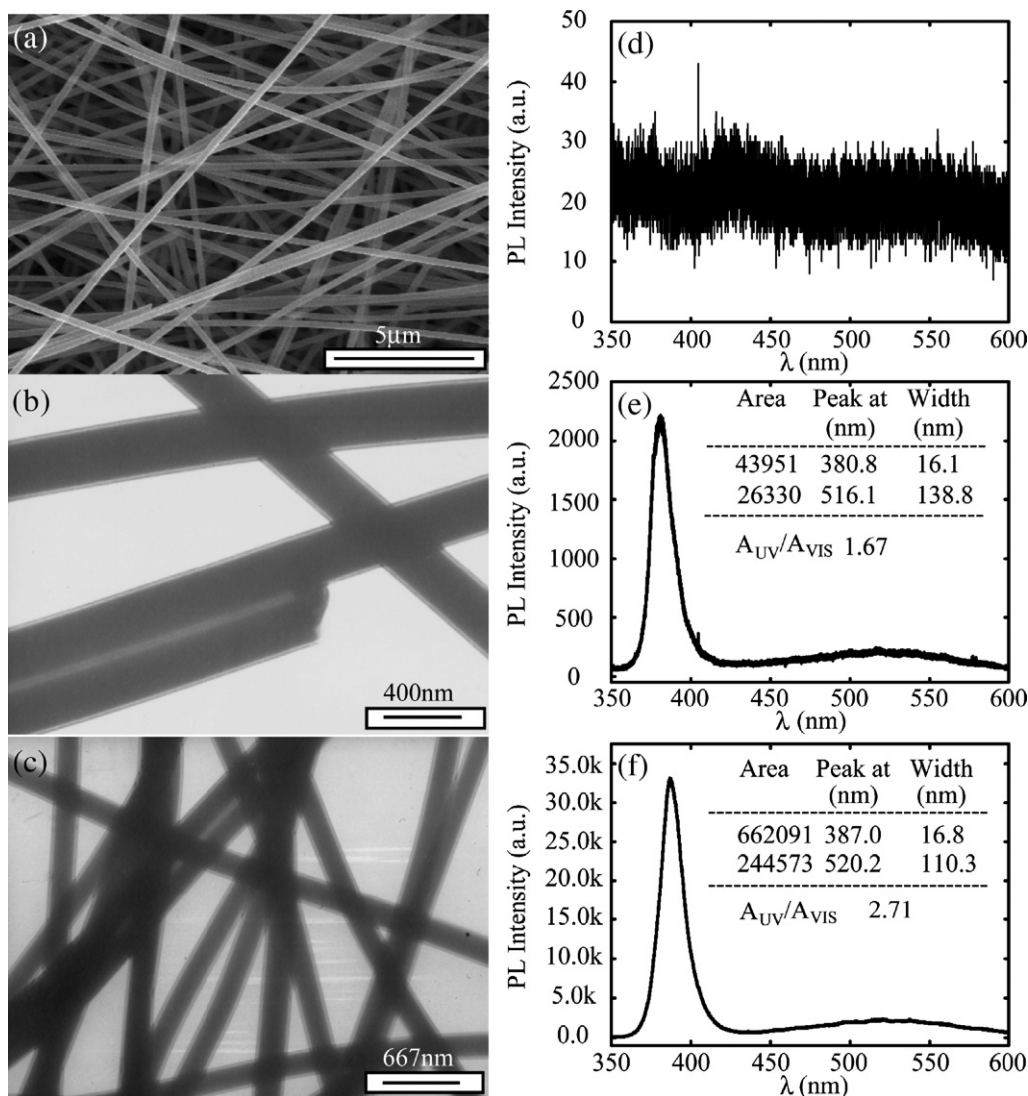 (a)
5μm
(b)
400nm
(c)
667nm
(d)
PL Intensity (a.u.)
50
40
30
20
10
0
350 400 450 500 550 600
λ (nm)
(e)
PL Intensity (a.u.)
2500
2000
1500
1000
500
0
Area Peak at Width
(nm) (nm)
43951 380.8 16.1
26330 516.1 138.8
AUV/AVIS 1.67
350 400 450 500 550 600
λ (nm)
(f)
PL Intensity (a.u.)
35.0k
30.0k
25.0k
20.0k
15.0k
10.0k
5.0k
0.0
Area Peak at Width
(nm) (nm)
662091 387.0 16.8
244573 520.2 110.3
AUV/AVIS 2.71
350 400 450 500 550 600
λ (nm)